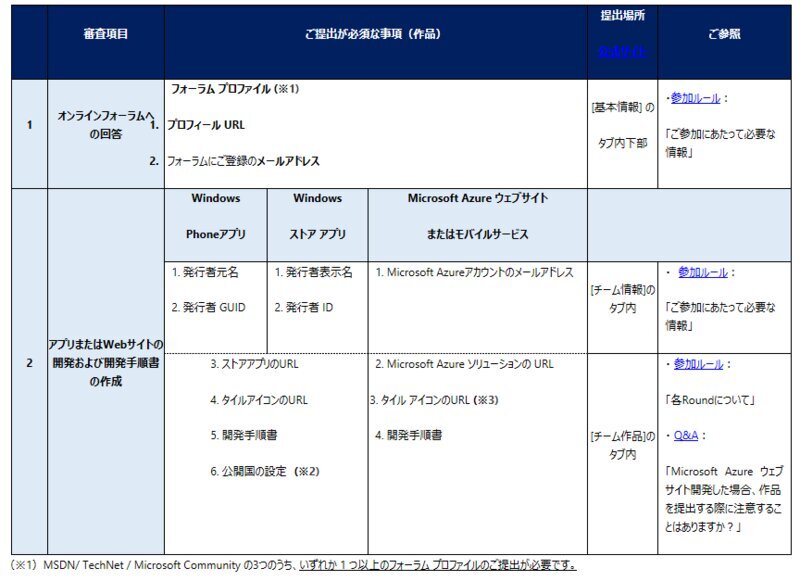 審査項目
ご提出が必須な事項（作品）
提出場所
ご参照
1
オンラインフォーラムへ
の回答
フォーラム プロファイル (※1)
1. プロフィール URL
2. フォーラムにご登録のメールアドレス
[基本情報] の
タブ内下部
・参加ルール：
「ご参加にあたって必要な
情報」
2
アプリまたはWebサイトの
開発および開発手順書
の作成
Windows
Phoneアプリ
Windows
ストア アプリ
Microsoft Azure ウェブサイト
またはモバイルサービス
1. 発行者元名
2. 発行者 GUID
1. 発行者表示名
2. 発行者 ID
1. Microsoft Azureアカウントのメールアドレス
[チーム情報]の
タブ内
・ 参加ルール：
「ご参加にあたって必要な
情報」
3. ストアアプリのURL
4. タイルアイコンのURL
5. 開発手順書
6. 公開国の設定 （※2）
2. Microsoft Azure ソリューションの URL
3. タイル アイコンのURL (※3)
4. 開発手順書
[チーム作品]の
タブ内
・参加ルール：
「各Roundについて」
・Q&A：
「Microsoft Azure ウェブ
サイト開発した場合、作品
を提出する際に注意するこ
とはありますか？」
（※1）MSDN/ TechNet / Microsoft Community の3つのうち、いずれか 1 つ以上のフォーラム プロファイルのご提出が必要です。